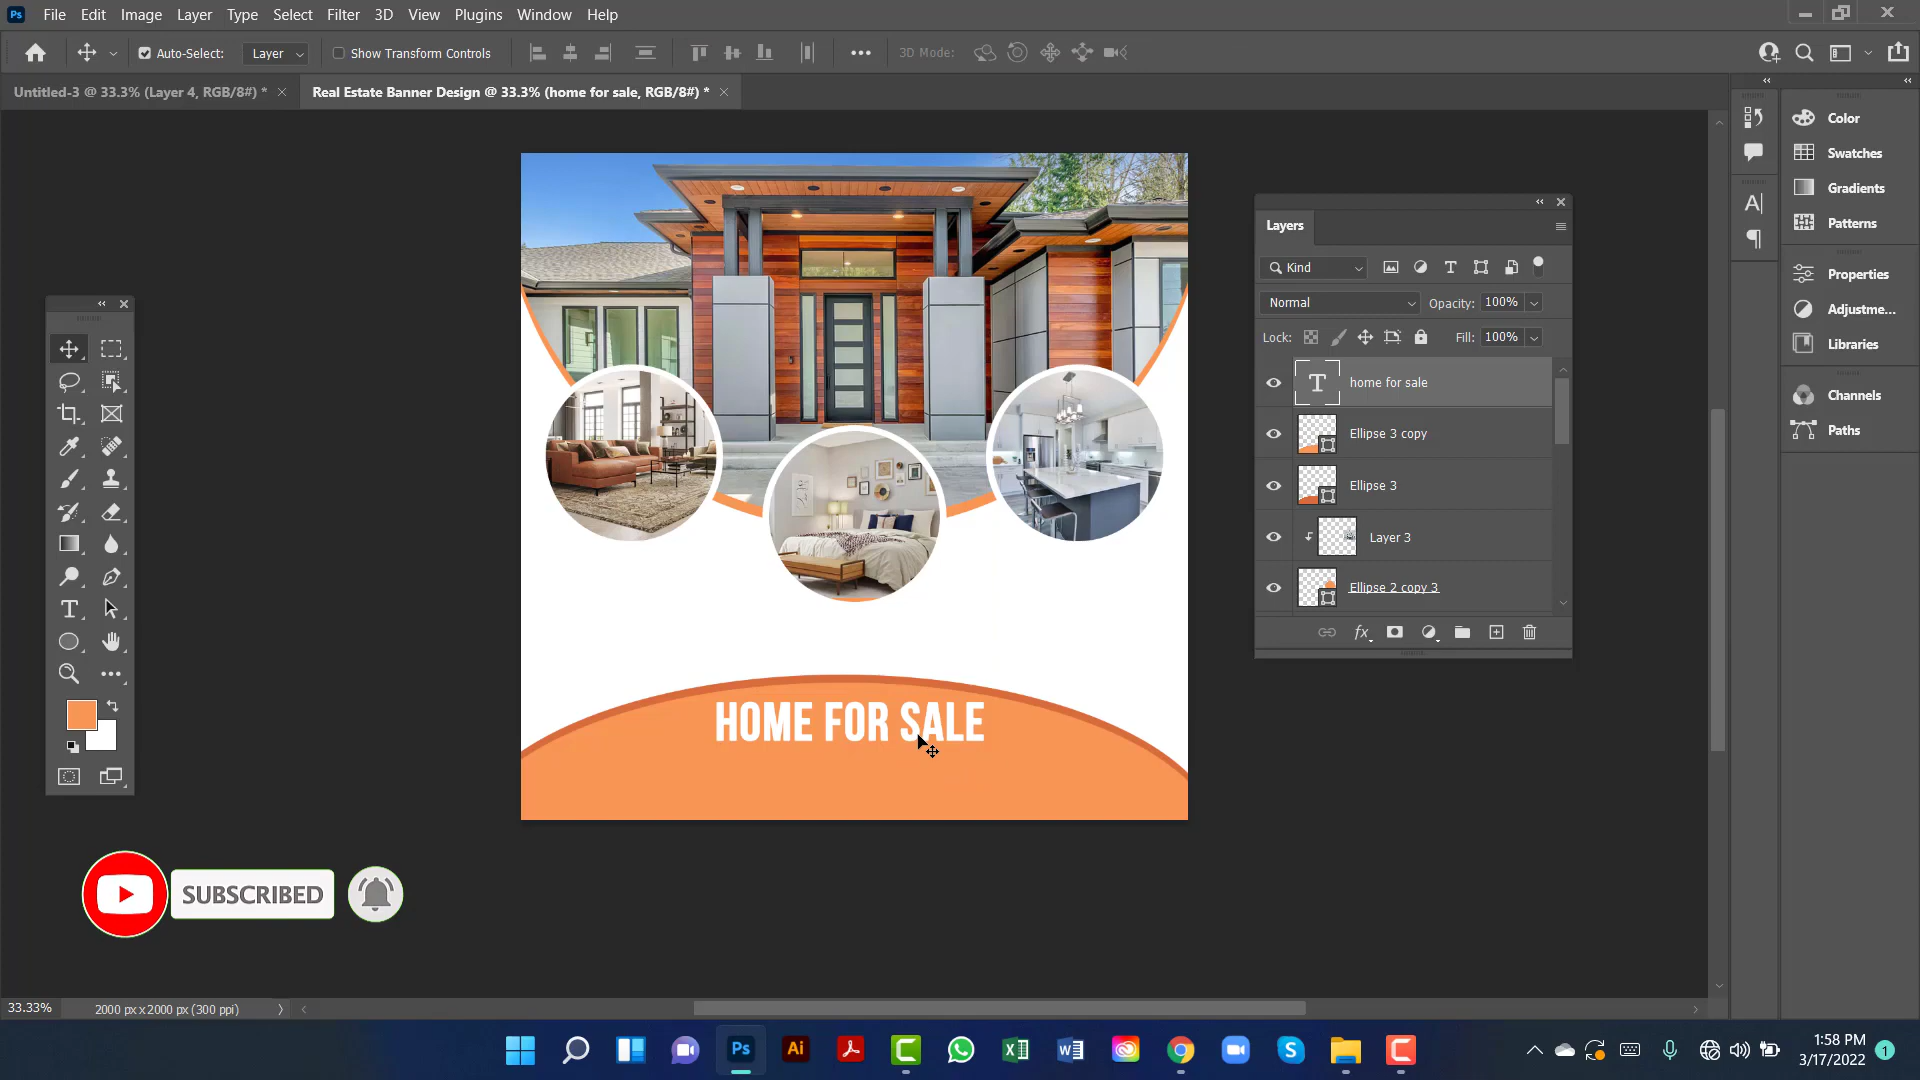 Ps File Edit Image Layer Type Select Filter 3D View Plugins Window Help
Auto-Select: Layer Show Transform Controls 3D Mode:
Untitled-3 @ 33.3% (Layer 4, RGB/8#) * Real Estate Banner Design @ 33.3% (home for sale, RGB/8#) *
Color
Swatches
Gradients
Patterns
Properties
Adjustme...
Libraries
Channels
Paths
Layers
Kind
Normal Opacity: 100%
Lock: Fill: 100%
home for sale
Ellipse 3 copy
Ellipse 3
Layer 3
Ellipse 2 copy 3
HOME FOR SALE
SUBSCRIBED
33.33% 2000 px x 2000 px (300 ppi)
Ps Ai
1:58 PM
3/17/2022
1